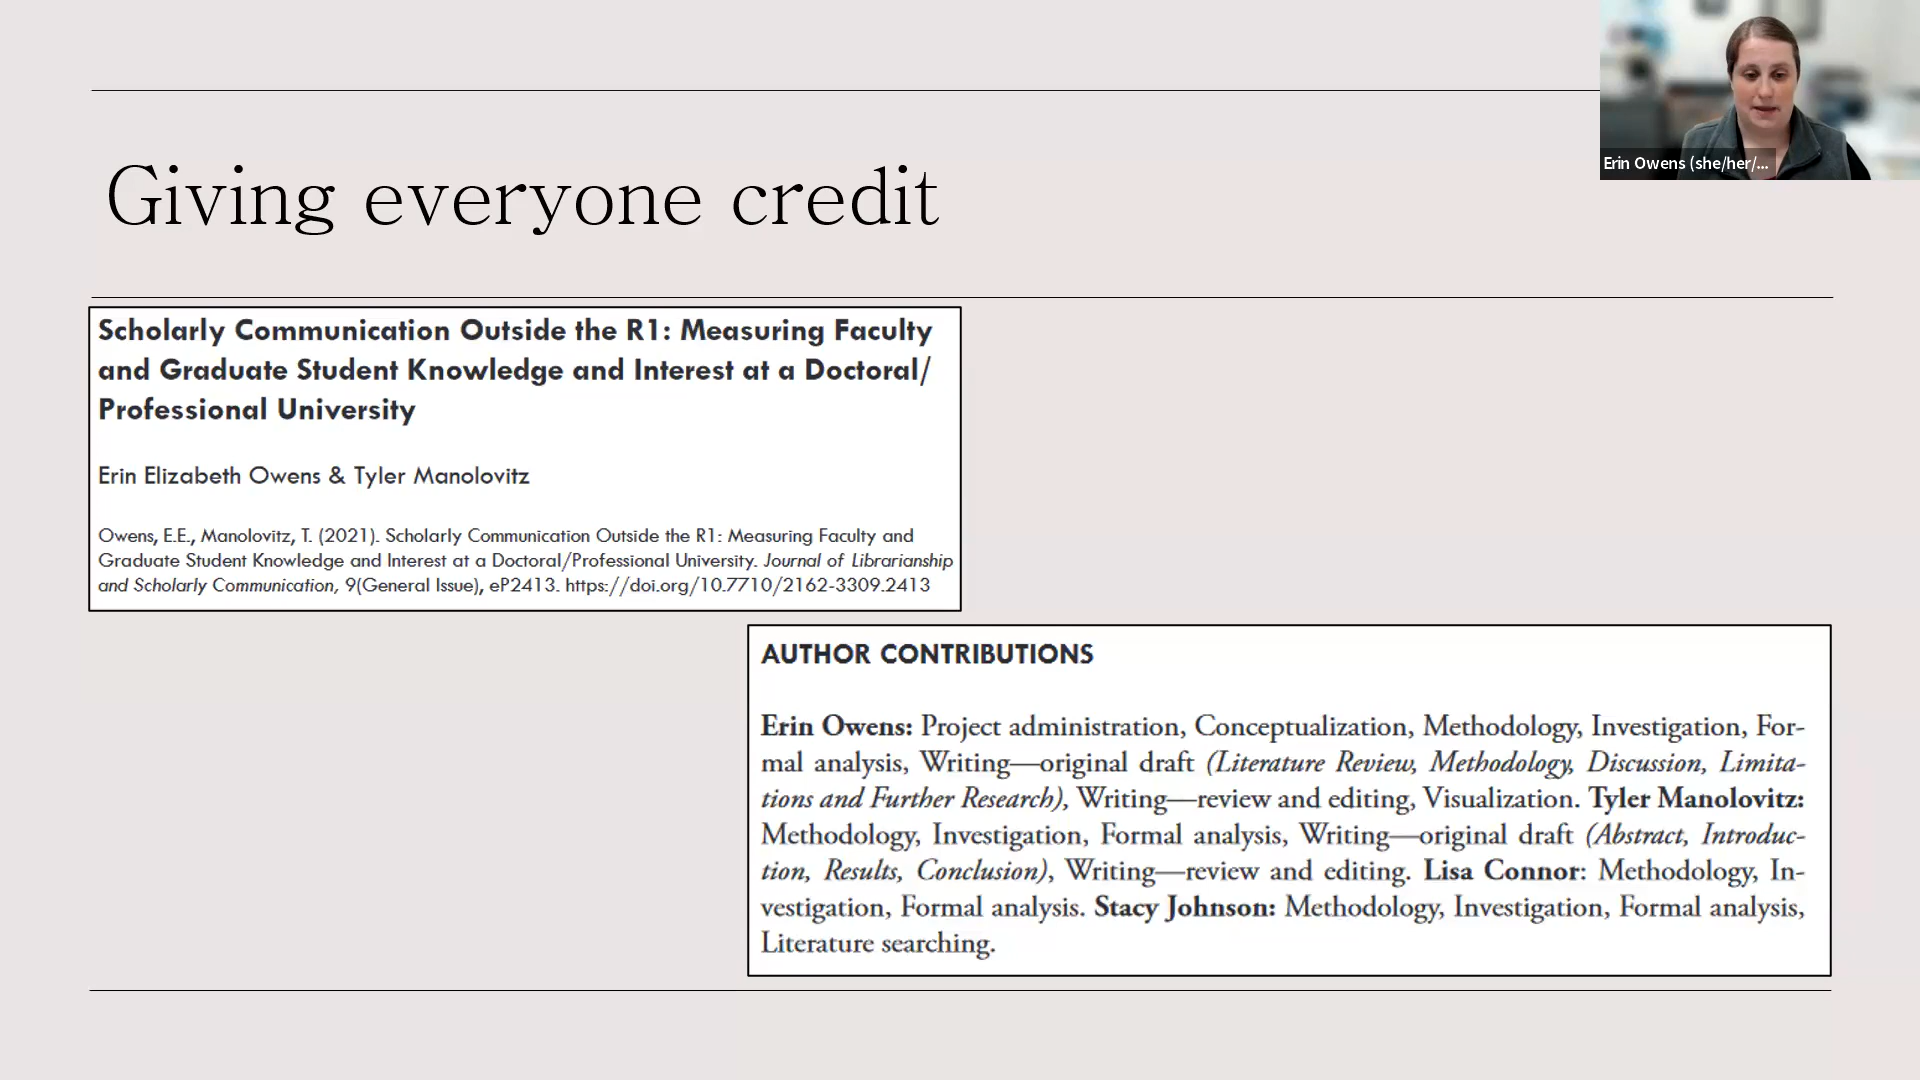 Erin Owens (she/her/...
Giving everyone credit
Scholarly Communication Outside the R1: Measuring Faculty
and Graduate Student Knowledge and Interest at a Doctoral/
Professional University
Erin Elizabeth Owens & Tyler Manolovitz
Owens, E.E., Manolovitz, T. (2021). Scholarly Communication Outside the R1: Measuring Faculty and
Graduate Student Knowledge and Interest at a Doctoral/Professional University. Journal of Librarianship
and Scholarly Communication, 9(General Issue), eP2413. https://doi.org/10.7710/2162-3309.2413
AUTHOR CONTRIBUTIONS
Erin Owens: Project administration, Conceptualization, Methodology, Investigation, For-
mal analysis, Writing—original draft (Literature Review, Methodology, Discussion, Limita-
tions and Further Research), Writing—review and editing, Visualization. Tyler Manolovitz:
Methodology, Investigation, Formal analysis, Writing—original draft (Abstract, Introduc-
tion, Results, Conclusion), Writing—review and editing. Lisa Connor: Methodology, In-
vestigation, Formal analysis. Stacy Johnson: Methodology, Investigation, Formal analysis,
Literature searching.